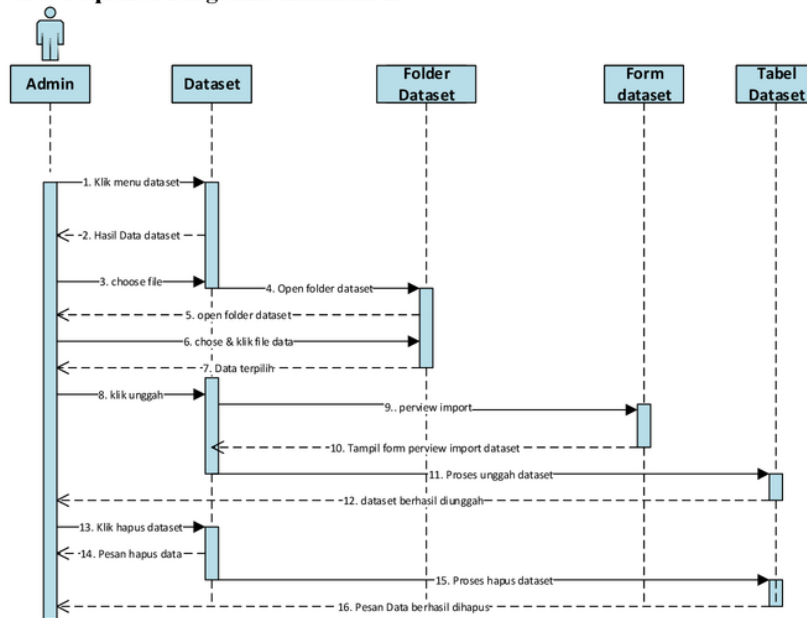 Admin
Dataset
Folder
Dataset
Form
dataset
Tabel
Dataset
1. Klik menu dataset
2. Hasil Data dataset
3. choose file
4. Open folder dataset
5. open folder dataset
6. chose & klik file data
7. Data terpilih
8. klik unggah
9.. perview import
10. Tampil form perview import dataset
11. Proses unggah dataset
12. dataset berhasil diunggah
13. Klik hapus dataset
14. Pesan hapus data
15. Proses hapus dataset
16. Pesan Data berhasil dihapus